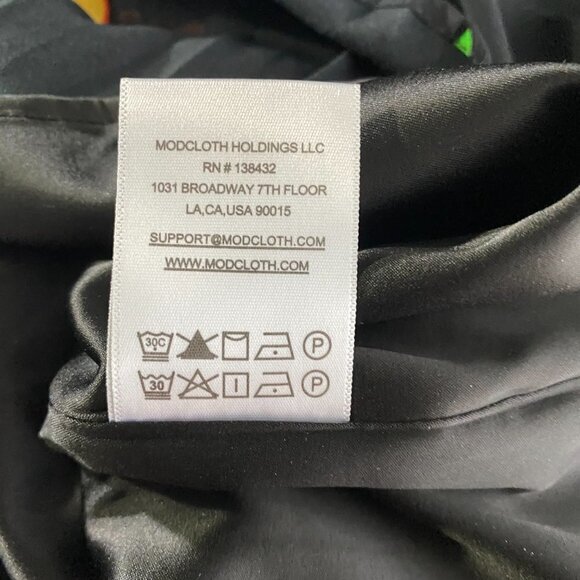 MODCLOTH HOLDINGS LLC
RN # 138432
1031 BROADWAY 7TH FLOOR
LA,CA,USA 90015
SUPPORT@MODCLOTH.COM
WWW.MODCLOTH.COM
30C P
30 P